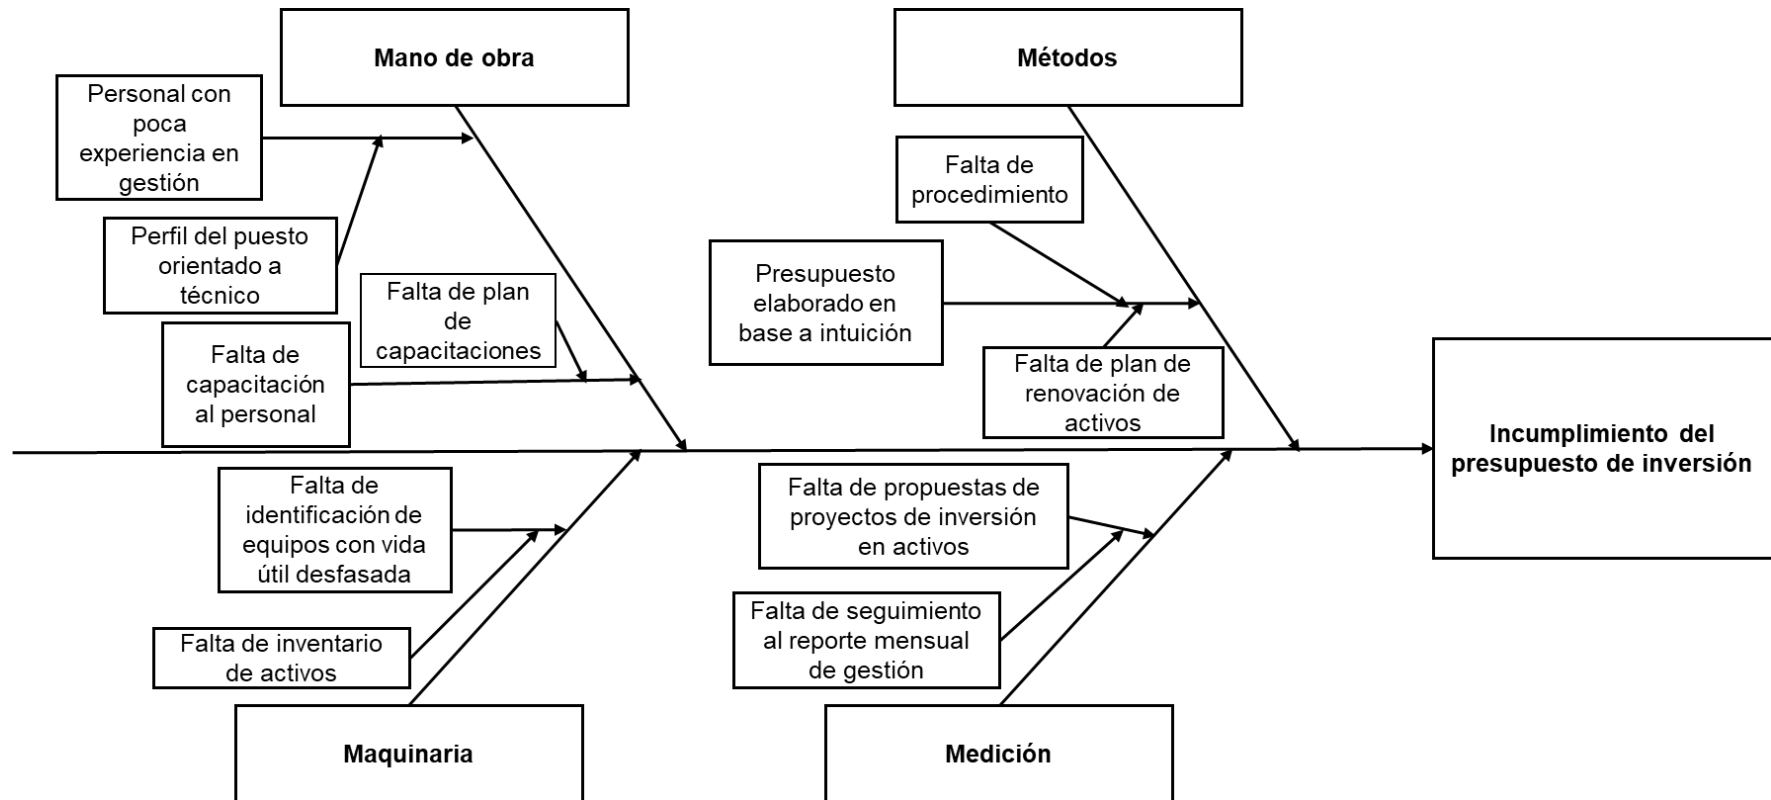 Mano de obra
Métodos
Personal con
poca
experiencia en
gestión
Falta de
procedimiento
Perfil del puesto
orientado a
técnico
Falta de plan
de
capacitaciones
Presupuesto
elaborado en
base a intuición
Falta de
capacitación
al personal
Falta de plan de
renovación de
activos
Incumplimiento del
presupuesto de inversión
Falta de
identificación de
equipos con vida
útil desfasada
Falta de propuestas de
proyectos de inversión
en activos
Falta de inventario
de activos
Falta de seguimiento
al reporte mensual
de gestión
Maquinaria
Medición